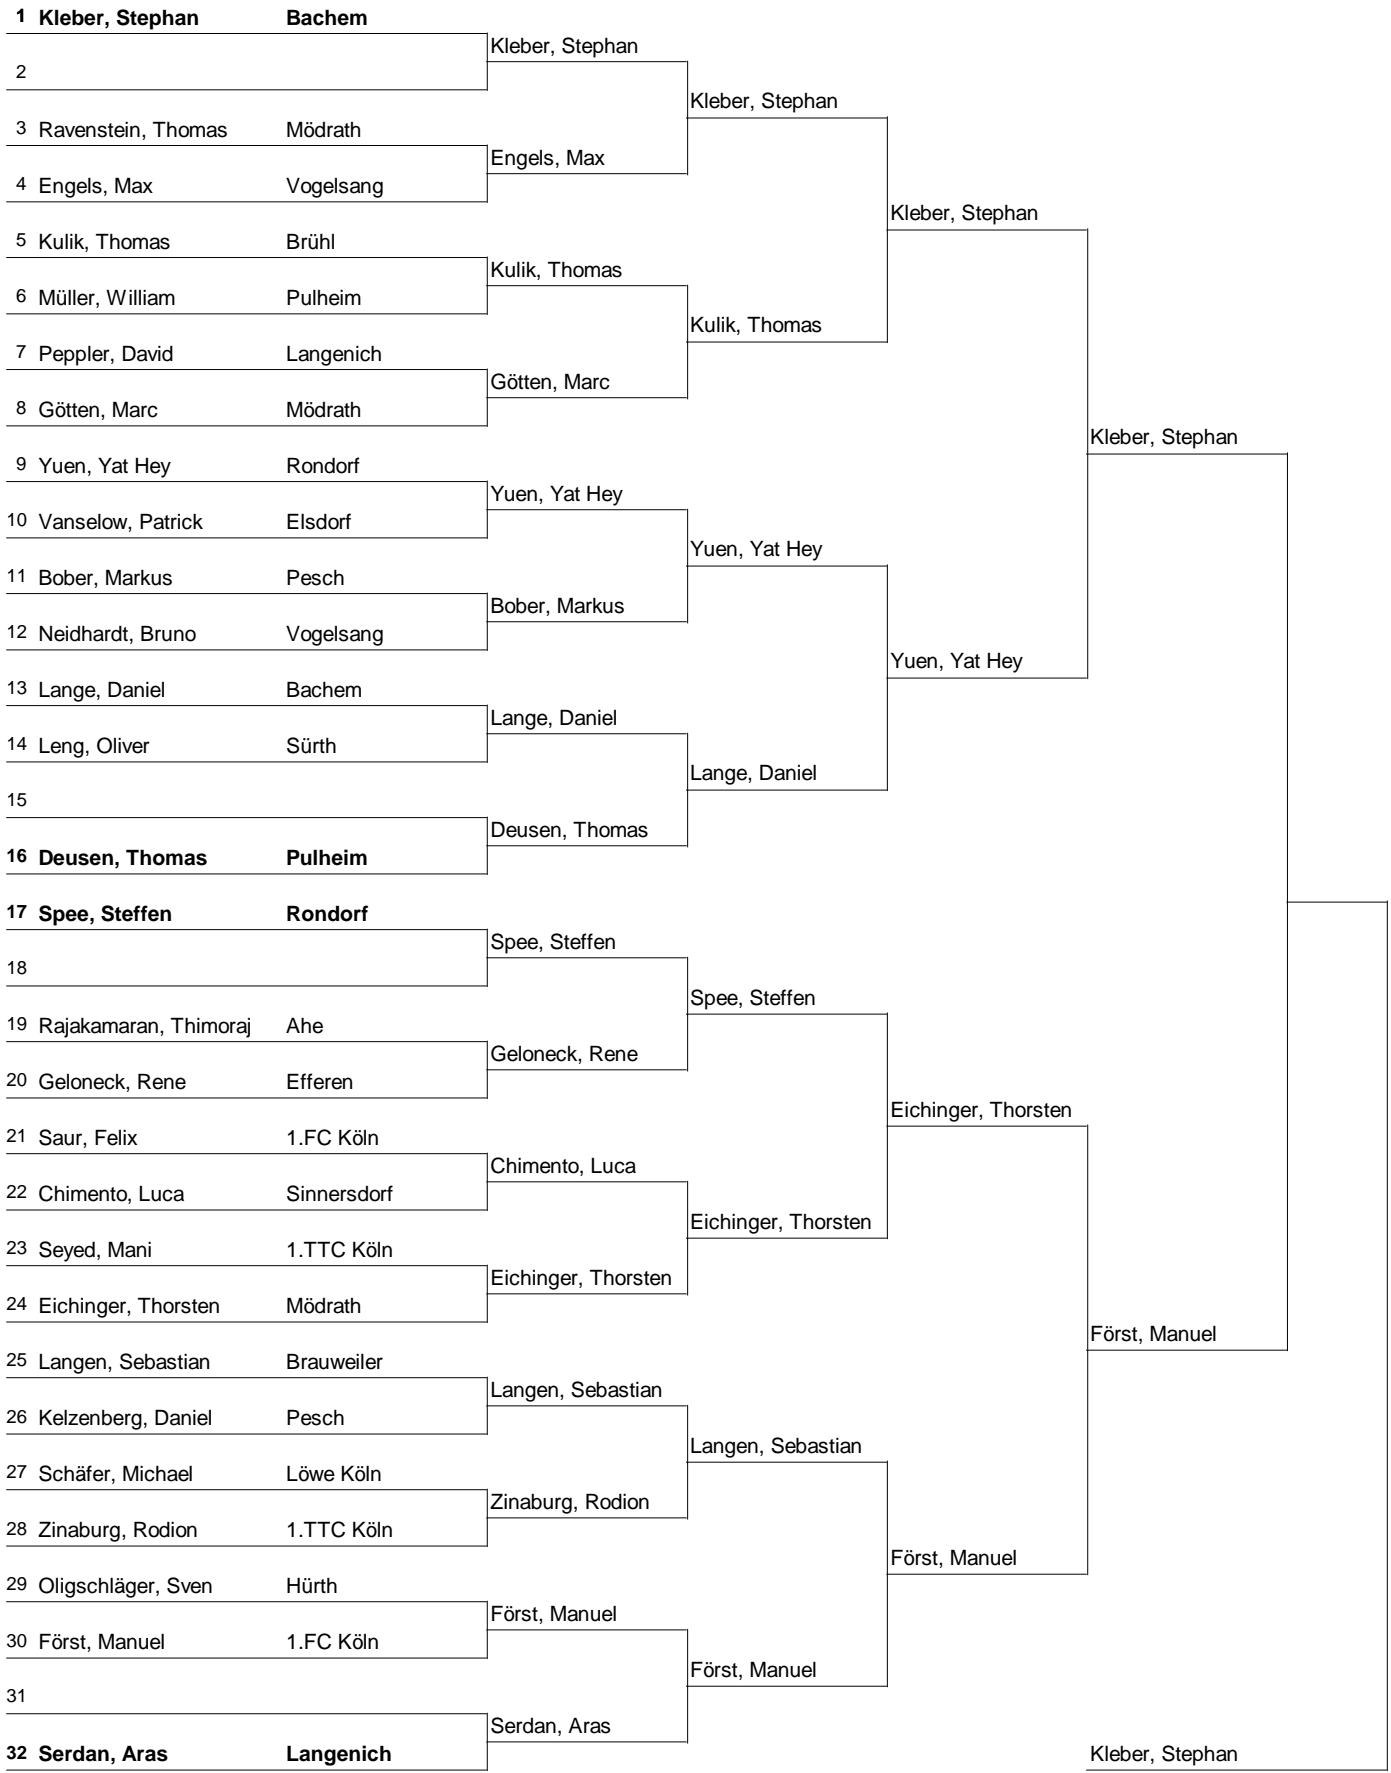 1 Kleber, Stephan Bachem
Kleber, Stephan
2
Kleber, Stephan
3 Ravenstein, Thomas Mödrath
Engels, Max
4 Engels, Max Vogelsang
Kleber, Stephan
5 Kulik, Thomas Brühl
Kulik, Thomas
6 Müller, William Pulheim
Kulik, Thomas
7 Peppler, David Langenich
Götten, Marc
8 Götten, Marc Mödrath
Kleber, Stephan
9 Yuen, Yat Hey Rondorf
Yuen, Yat Hey
10 Vanselow, Patrick Elsdorf
Yuen, Yat Hey
11 Bober, Markus Pesch
Bober, Markus
12 Neidhardt, Bruno Vogelsang
Yuen, Yat Hey
13 Lange, Daniel Bachem
Lange, Daniel
14 Leng, Oliver Sürth
Lange, Daniel
15
Deusen, Thomas
16 Deusen, Thomas Pulheim
17 Spee, Steffen Rondorf
Spee, Steffen
18
Spee, Steffen
19 Rajakamaran, Thimoraj Ahe
Geloneck, Rene
20 Geloneck, Rene Efferen
Eichinger, Thorsten
21 Saur, Felix 1.FC Köln
Chimento, Luca
22 Chimento, Luca Sinnersdorf
Eichinger, Thorsten
23 Seyed, Mani 1.TTC Köln
Eichinger, Thorsten
24 Eichinger, Thorsten Mödrath
Först, Manuel
25 Langen, Sebastian Brauweiler
Langen, Sebastian
26 Kelzenberg, Daniel Pesch
Langen, Sebastian
27 Schäfer, Michael Löwe Köln
Zinaburg, Rodion
28 Zinaburg, Rodion 1.TTC Köln
Först, Manuel
29 Oligschläger, Sven Hürth
Först, Manuel
30 Först, Manuel 1.FC Köln
Först, Manuel
31
Serdan, Aras
32 Serdan, Aras Langenich Kleber, Stephan